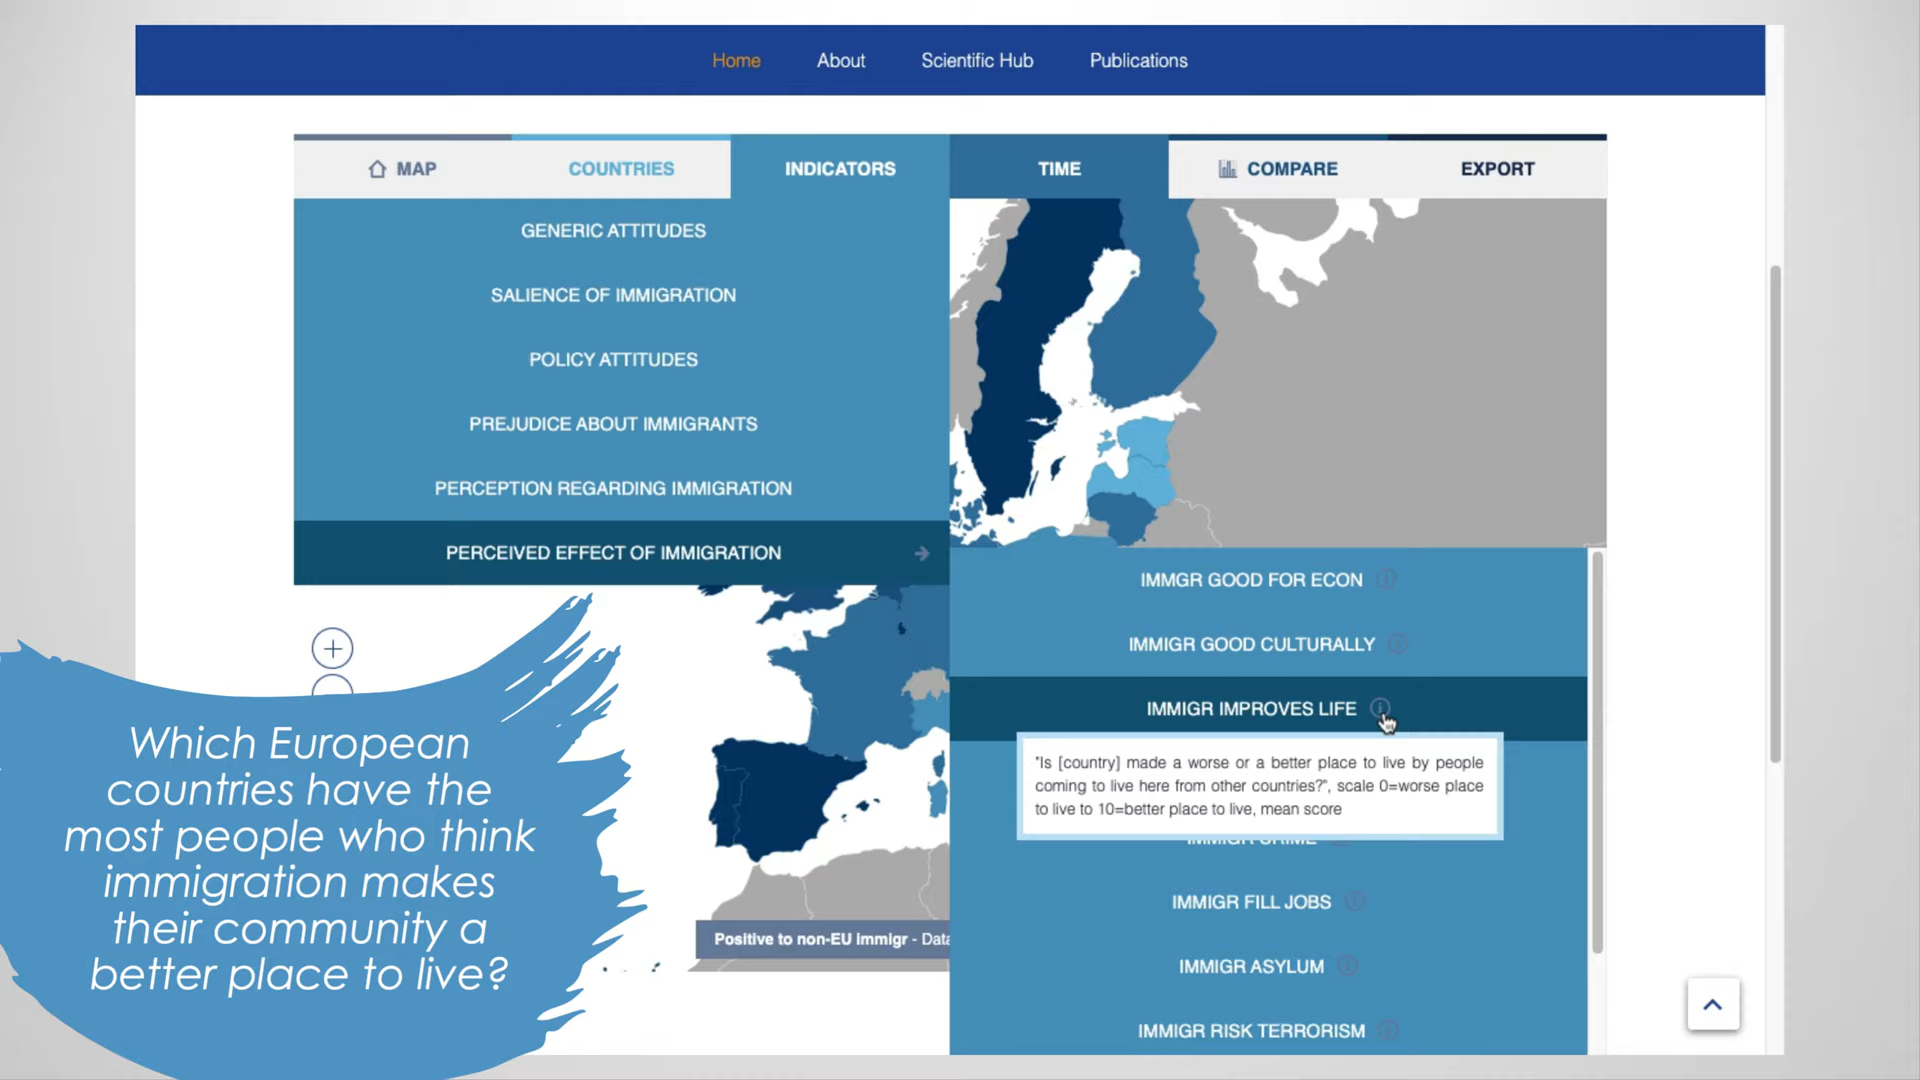 Home About Scientific Hub Publications
MAP COUNTRIES INDICATORS TIME COMPARE EXPORT
GENERIC ATTITUDES
SALIENCE OF IMMIGRATION
POLICY ATTITUDES
PREJUDICE ABOUT IMMIGRANTS
PERCEPTION REGARDING IMMIGRATION
PERCEIVED EFFECT OF IMMIGRATION
IMMGR GOOD FOR ECON
IMMIGR GOOD CULTURALLY
IMMIGR IMPROVES LIFE
"Is [country] made a worse or a better place to live by people
coming to live here from other countries?", scale 0=worse place
to live to 10=better place to live, mean score
IMMIGR CRIME
IMMIGR FILL JOBS
IMMIGR ASYLUM
IMMIGR RISK TERRORISM
Positive to non-EU immigr - Data
Which European
countries have the
most people who think
immigration makes
their community a
better place to live?